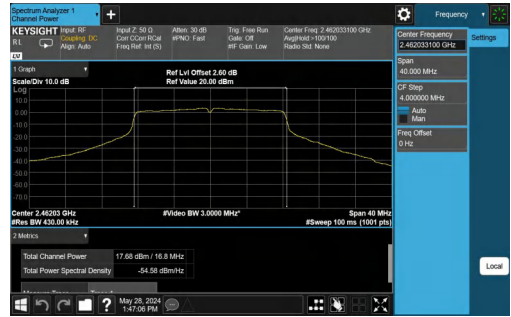 Spectrum Analyzer 1
Channel Power
+
Frequency
KEYSIGHT
Input: RF
Coupling: DC
Align: Auto
Input Z: 50 Ω
Corr CCorr RCal
Freq Ref: Int (S)
Atten: 30 dB
#PNO: Fast
Trig: Free Run
Gate: Off
#IF Gain: Low
Center Freq: 2.462033100 GHz
Avg|Hold:>100/100
Radio Std: None
RL
LXI
1 Graph
Scale/Div 10.0 dB
Ref Lvl Offset 2.60 dB
Ref Value 20.00 dBm
Log
10.0
0.00
-10.0
-20.0
-30.0
-40.0
-50.0
-60.0
-70.0
Center 2.46203 GHz
#Res BW 430.00 kHz
#Video BW 3.0000 MHz*
Span 40 MHz
#Sweep 100 ms (1001 pts)
2 Metrics
Total Channel Power 17.68 dBm / 16.8 MHz
Total Power Spectral Density -54.58 dBm/Hz
?
May 28, 2024
1:47:06 PM
Center Frequency
2.462033100 GHz
Settings
Span
40.000 MHz
CF Step
4.000000 MHz
Auto
Man
Freq Offset
0 Hz
Local